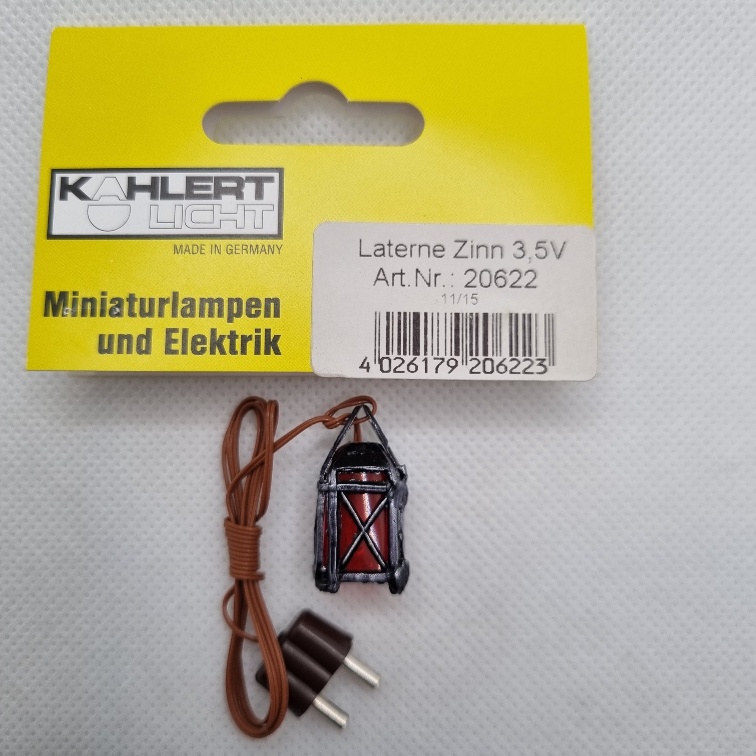 KAHLERT
LICHT
MADE IN GERMANY
Miniaturlampen
und Elektrik
Laterne Zinn 3,5V
Art.Nr.: 20622
11/15
4 026179 206223